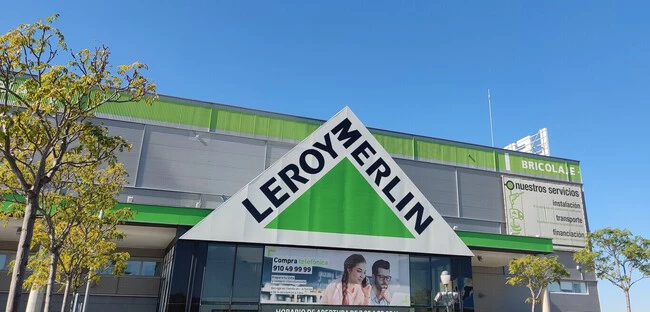 LEROY MERLIN
BRICOLAJE
nuestros servicios
instalación
transporte
financiación
Compra telefónica
910 49 99 99